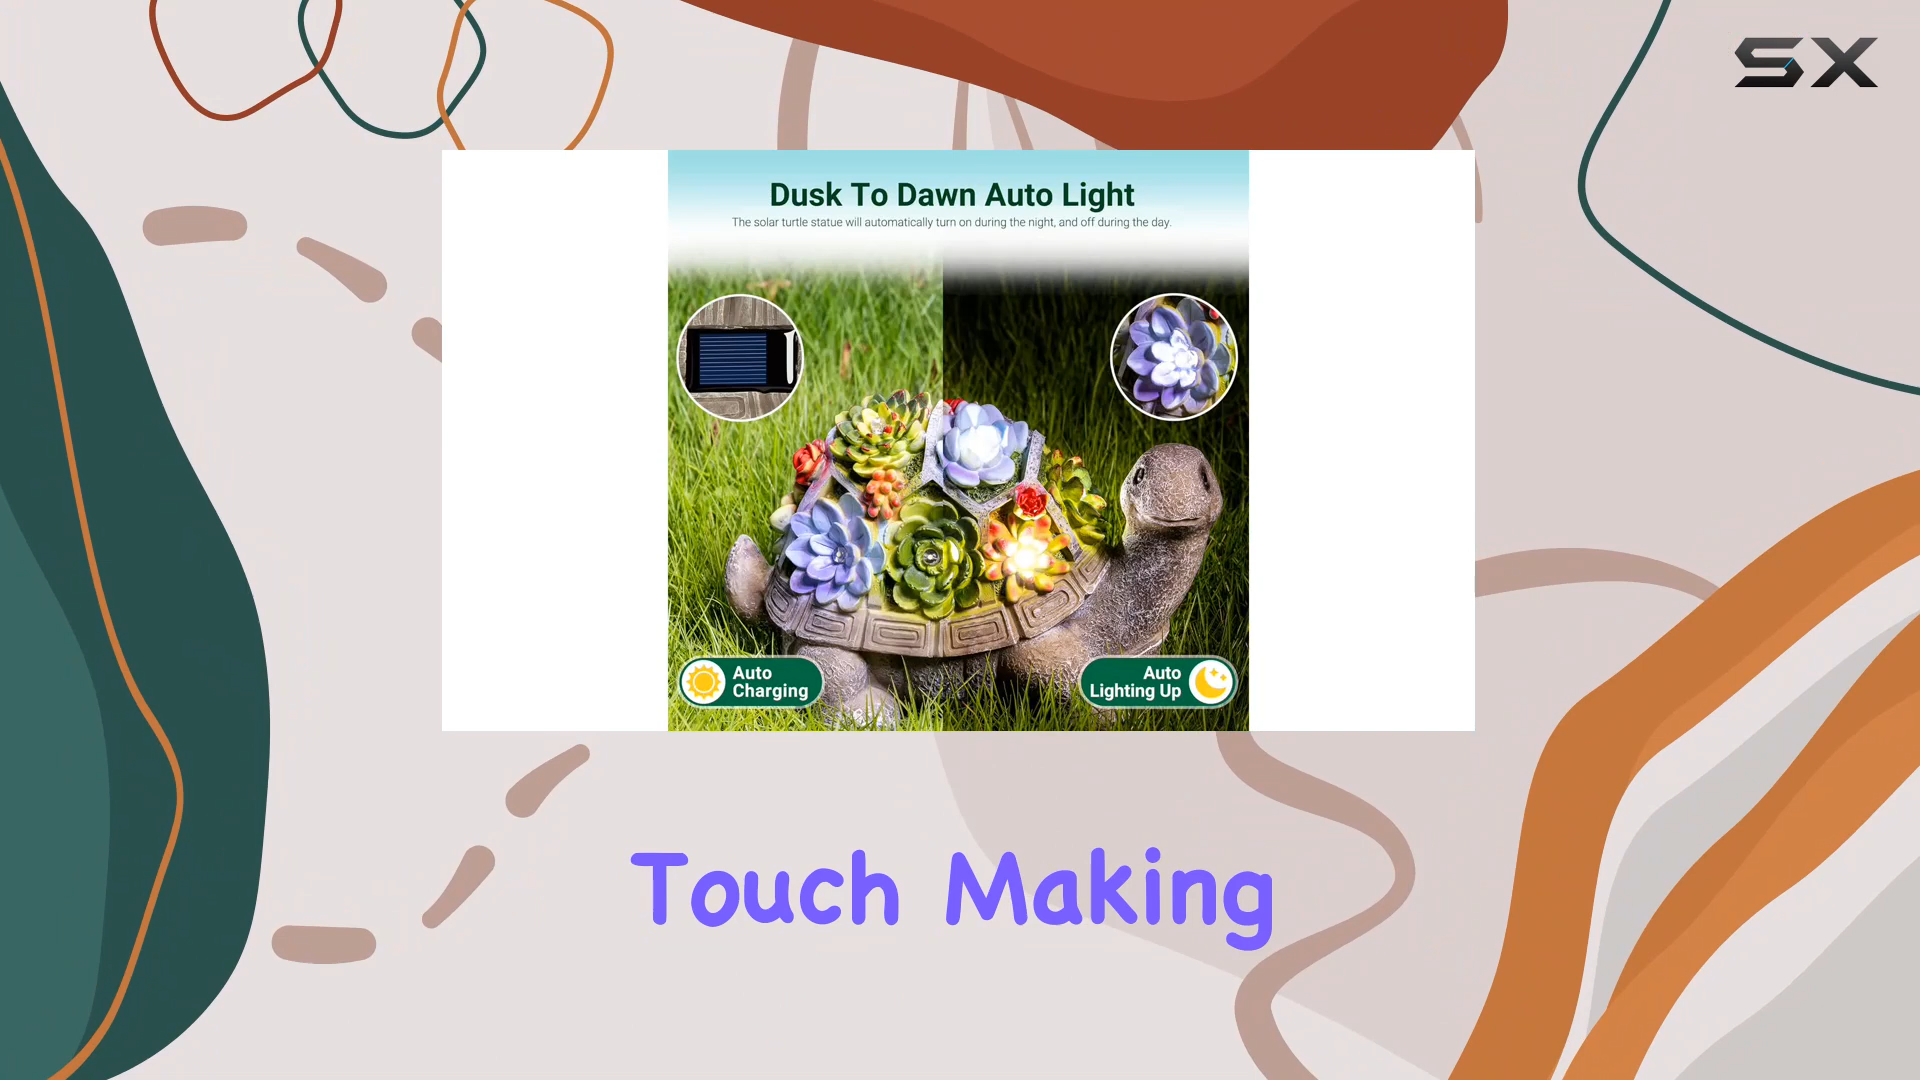 SX
Dusk To Dawn Auto Light
The solar turtle statue will automatically turn on during the night, and off during the day.
Auto
Charging
Auto
Lighting Up
Touch Making